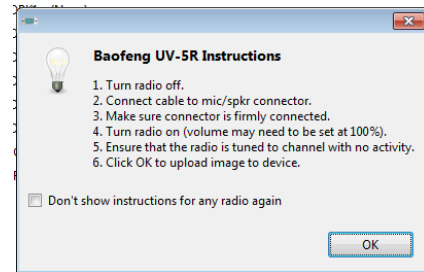 Baofeng UV-5R Instructions
1. Turn radio off.
2. Connect cable to mic/spkr connector.
3. Make sure connector is firmly connected.
4. Turn radio on (volume may need to be set at 100%).
5. Ensure that the radio is tuned to channel with no activity.
6. Click OK to upload image to device.
Don't show instructions for any radio again
OK